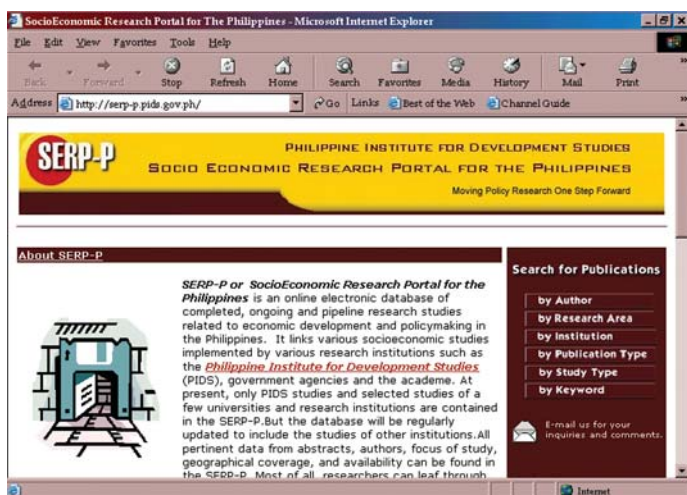 SocioEconomic Research Portal for The Philippines - Microsoft Internet Explorer
File Edit View Favorites Tools Help
Back Forward Stop Refresh Home Search Favorites Media History Mail Print
Address http://serp-p.pids.gov.ph/ Go Links Best of the Web Channel Guide
SERP-P
PHILIPPINE INSTITUTE FOR DEVELOPMENT STUDIES
SOCIO ECONOMIC RESEARCH PORTAL FOR THE PHILIPPINES
Moving Policy Research One Step Forward
About SERP-P
SERP-P or SocioEconomic Research Portal for the
Philippines is an online electronic database of
completed, ongoing and pipeline research studies
related to economic development and policymaking in
the Philippines. It links various socioeconomic studies
implemented by various research institutions such as
the Philippine Institute for Development Studies
(PIDS), government agencies and the academe. At
present, only PIDS studies and selected studies of a
few universities and research institutions are contained
in the SERP-P.But the database will be regularly
updated to include the studies of other institutions.All
pertinent data from abstracts, authors, focus of study,
geographical coverage, and availability can be found in
the SERP-P. Most of all, researchers can leaf through
Search for Publications
by Author
by Research Area
by Institution
by Publication Type
by Study Type
by Keyword
E-mail us for your
inquiries and comments.
Internet